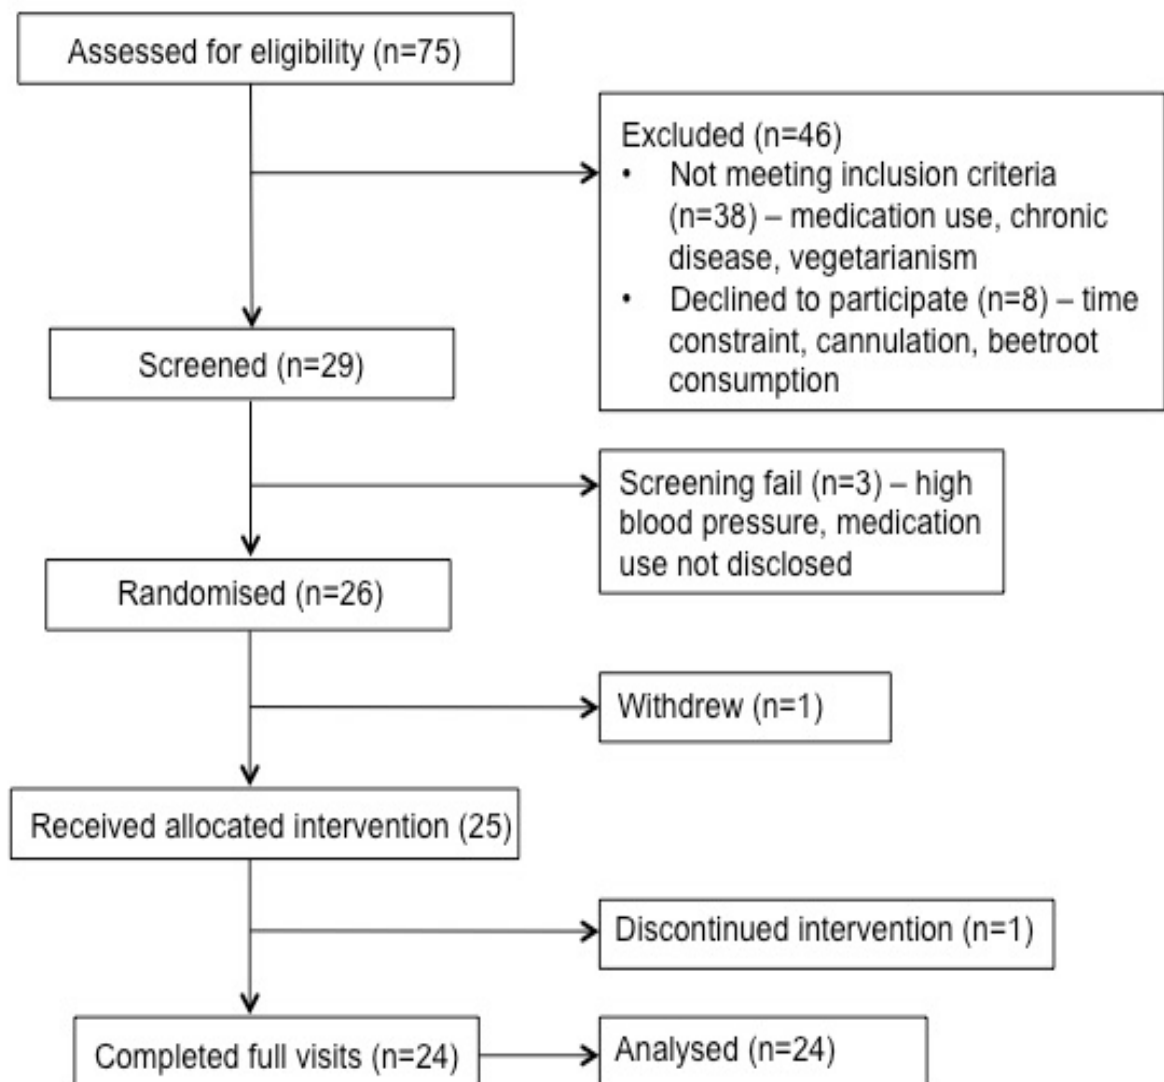 Assessed for eligibility (n=75)
Excluded (n=46)
• Not meeting inclusion criteria
(n=38) – medication use, chronic
disease, vegetarianism
• Declined to participate (n=8) – time
constraint, cannulation, beetroot
consumption
Screened (n=29)
Screening fail (n=3) – high
blood pressure, medication
use not disclosed
Randomised (n=26)
Withdrew (n=1)
Received allocated intervention (25)
Discontinued intervention (n=1)
Completed full visits (n=24)
Analysed (n=24)